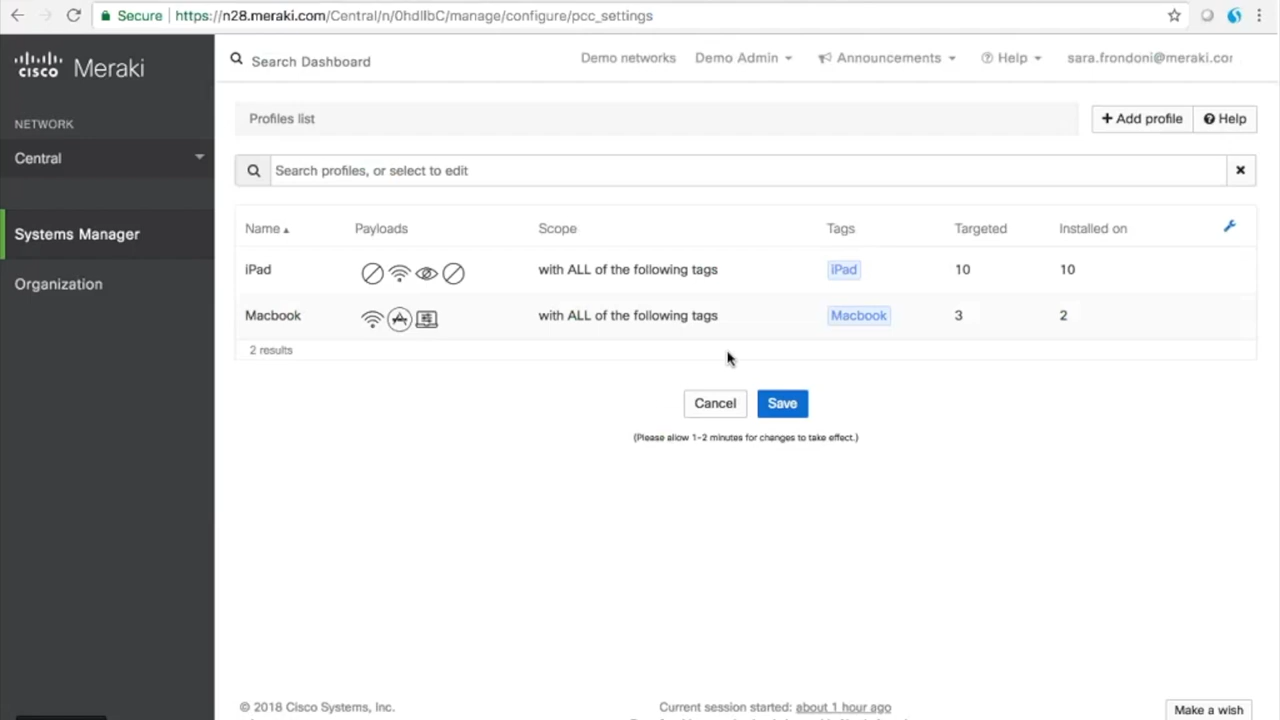 Secure | https://n28.meraki.com/Central/n/0hdIIbC/manage/configure/pcc_settings
CISCO Meraki
Search Dashboard
Demo networks
Demo Admin
Announcements
Help
sara.frondoni@meraki.cor
NETWORK
Central
Systems Manager
Organization
Profiles list
+ Add profile
Help
Search profiles, or select to edit
Name Payloads Scope Tags Targeted Installed on
iPad with ALL of the following tags iPad 10 10
Macbook with ALL of the following tags Macbook 3 2
2 results
Cancel Save
(Please allow 1-2 minutes for changes to take effect.)
© 2018 Cisco Systems, Inc.
Current session started: about 1 hour ago
Make a wish